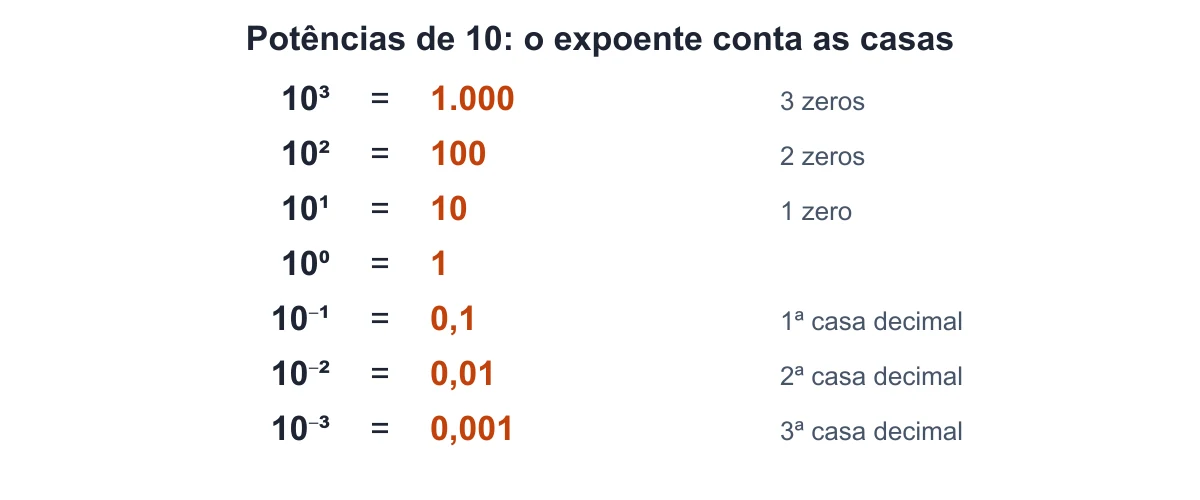 Potências de 10: o expoente conta as casas
10³ = 1.000 3 zeros
10² = 100 2 zeros
10¹ = 10 1 zero
10⁰ = 1
10⁻¹ = 0,1 1ª casa decimal
10⁻² = 0,01 2ª casa decimal
10⁻³ = 0,001 3ª casa decimal